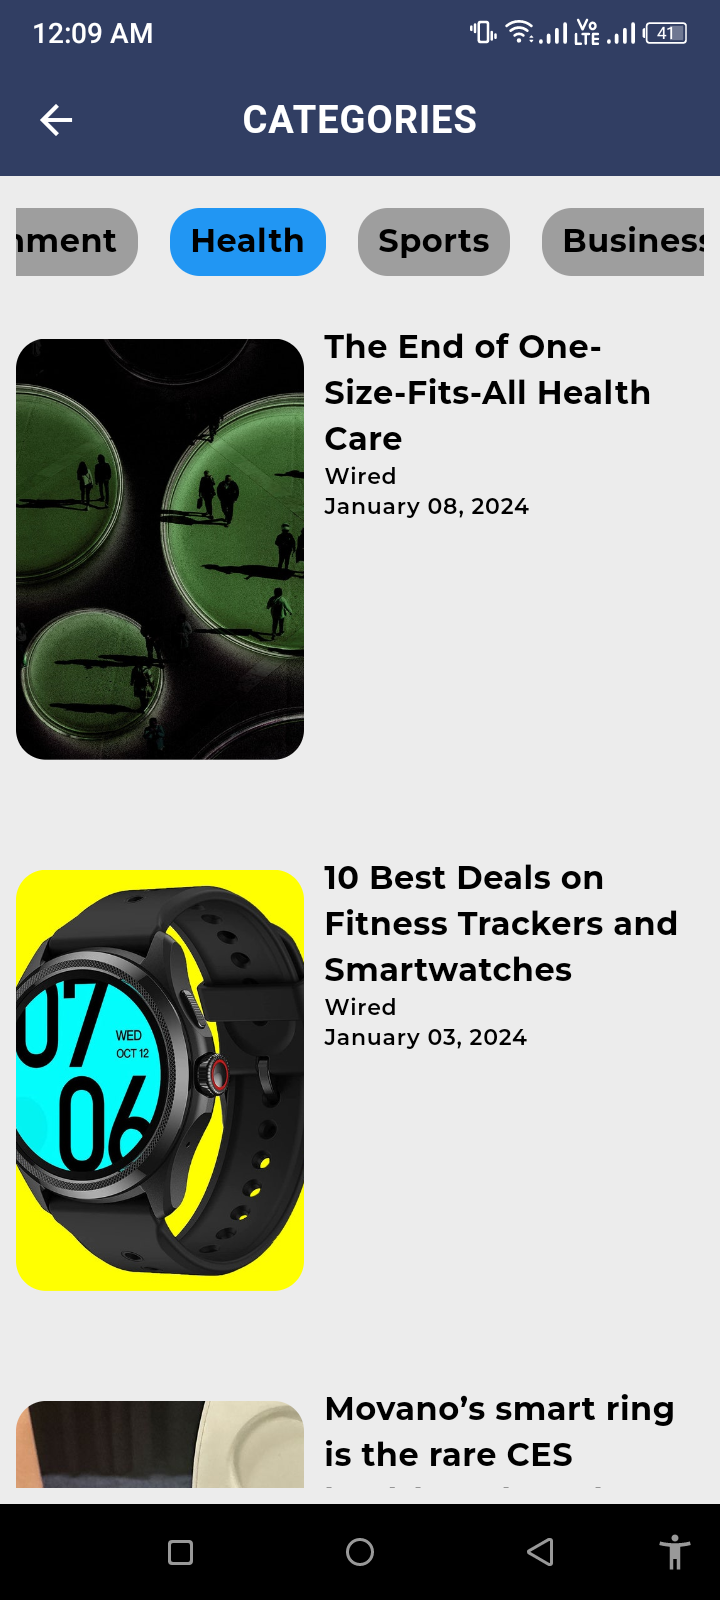 12:09 AM Vo LTE 41
CATEGORIES
nment Health Sports Business
The End of One-
Size-Fits-All Health
Care
Wired
January 08, 2024
10 Best Deals on
Fitness Trackers and
Smartwatches
Wired
January 03, 2024
07
WED
OCT 12
06
Movano’s smart ring
is the rare CES